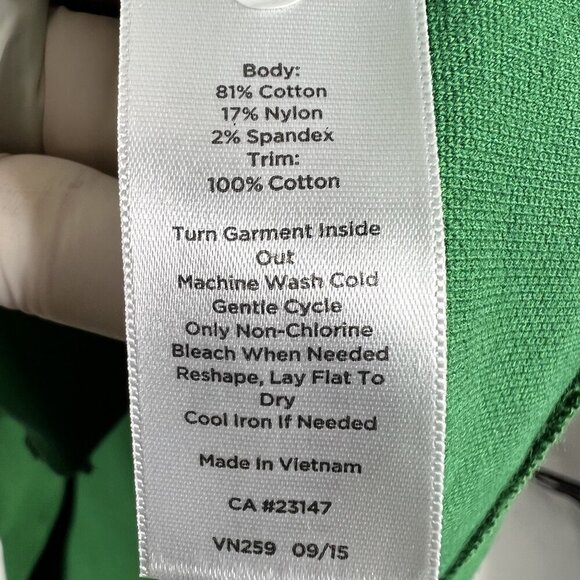 Body:
81% Cotton
17% Nylon
2% Spandex
Trim:
100% Cotton
Turn Garment Inside
Out
Machine Wash Cold
Gentle Cycle
Only Non-Chlorine
Bleach When Needed
Reshape, Lay Flat To
Dry
Cool Iron If Needed
Made In Vietnam
CA #23147
VN259 09/15